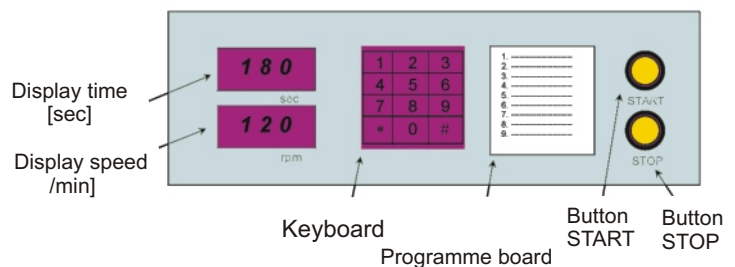 180
sec
120
rpm
1 2 3
4 5 6
7 8 9
* 0 #
1.
2.
3.
4.
5.
6.
7.
8.
9.
START
STOP
Display time
[sec]
Display speed
/min]
Keyboard
Programme board
Button
START
Button
STOP